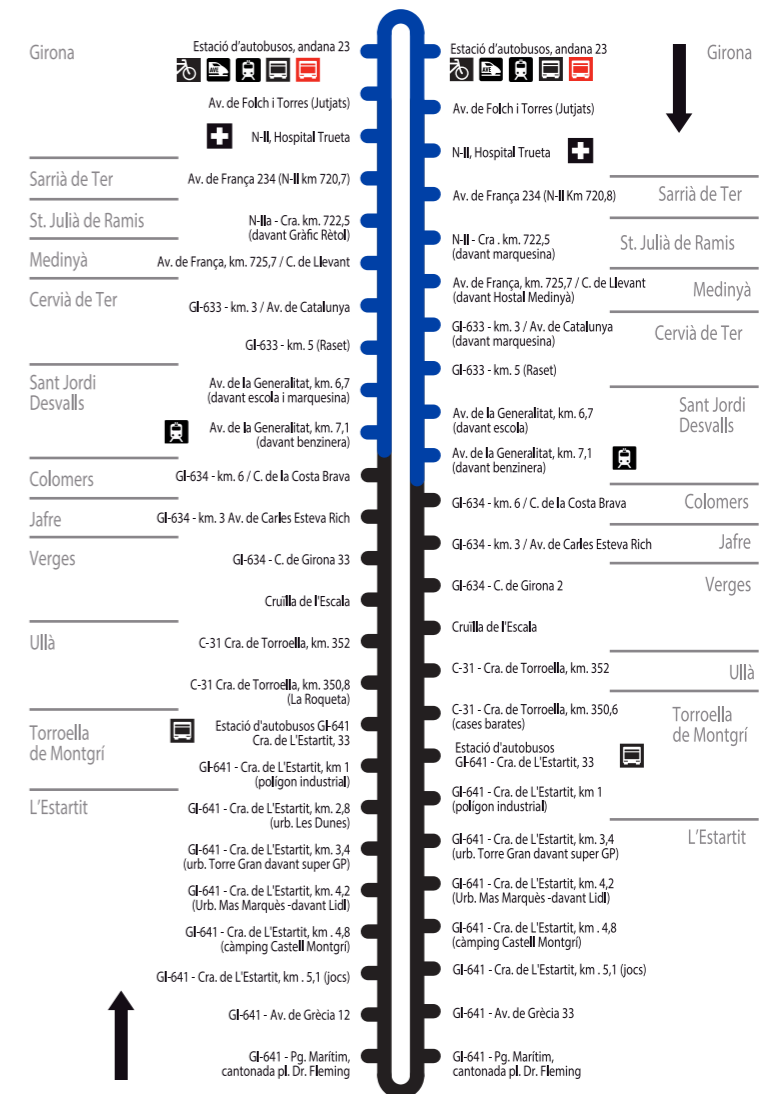 Girona
Estació d'autobusos, andana 23
AVE
Av. de Folch i Torres (Jutjats)
N-II, Hospital Trueta
Sarrià de Ter
Av. de França 234 (N-II km 720,7)
St. Julià de Ramis
N-IIa - Cra. km. 722,5
(davant Gràfic Rètol)
Medinyà
Av. de França, km. 725,7 / C. de Llevant
Cervià de Ter
GI-633 - km. 3 / Av. de Catalunya
GI-633 - km. 5 (Raset)
Sant Jordi
Desvalls
Av. de la Generalitat, km. 6,7
(davant escola i marquesina)
Av. de la Generalitat, km. 7,1
(davant benzinera)
Colomers
GI-634 - km. 6 / C. de la Costa Brava
Jafre
GI-634 - km. 3 Av. de Carles Esteva Rich
Verges
GI-634 - C. de Girona 33
Cruïlla de l'Escala
Ullà
C-31 Cra. de Torroella, km. 352
C-31 Cra. de Torroella, km. 350,8
(La Roqueta)
Torroella
de Montgrí
Estació d'autobusos GI-641
Cra. de L'Estartit, 33
GI-641 - Cra. de L'Estartit, km 1
(polígon industrial)
L'Estartit
GI-641 - Cra. de L'Estartit, km. 2,8
(urb. Les Dunes)
GI-641 - Cra. de L'Estartit, km. 3,4
(urb. Torre Gran davant super GP)
GI-641 - Cra. de L'Estartit, km. 4,2
(Urb. Mas Marquès -davant Lidl)
GI-641 - Cra. de L'Estartit, km . 4,8
(càmping Castell Montgrí)
GI-641 - Cra. de L'Estartit, km . 5,1 (jocs)
GI-641 - Av. de Grècia 12
GI-641 - Pg. Marítim,
cantonada pl. Dr. Fleming
Estació d'autobusos, andana 23
Girona
AVE
Av. de Folch i Torres (Jutjats)
N-II, Hospital Trueta
Av. de França 234 (N-II Km 720,8)
Sarrià de Ter
N-II - Cra . km. 722,5
(davant marquesina)
St. Julià de Ramis
Av. de França, km. 725,7 / C. de Llevant
(davant Hostal Medinyà)
Medinyà
GI-633 - km. 3 / Av. de Catalunya
(davant marquesina)
Cervià de Ter
GI-633 - km. 5 (Raset)
Av. de la Generalitat, km. 6,7
(davant escola)
Sant Jordi
Desvalls
Av. de la Generalitat, km. 7,1
(davant benzinera)
GI-634 - km. 6 / C. de la Costa Brava
Colomers
GI-634 - km. 3 / Av. de Carles Esteva Rich
Jafre
GI-634 - C. de Girona 2
Verges
Cruïlla de l'Escala
C-31 - Cra. de Torroella, km. 352
Ullà
C-31 - Cra. de Torroella, km. 350,6
(cases barates)
Torroella
de Montgrí
Estació d'autobusos
GI-641 - Cra. de L'Estartit, 33
GI-641 - Cra. de L'Estartit, km 1
(polígon industrial)
GI-641 - Cra. de L'Estartit, km. 3,4
(urb. Torre Gran davant super GP)
L'Estartit
GI-641 - Cra. de L'Estartit, km. 4,2
(Urb. Mas Marquès -davant Lidl)
GI-641 - Cra. de L'Estartit, km . 4,8
(càmping Castell Montgrí)
GI-641 - Cra. de L'Estartit, km . 5,1 (jocs)
GI-641 - Av. de Grècia 33
GI-641 - Pg. Marítim,
cantonada pl. Dr. Fleming